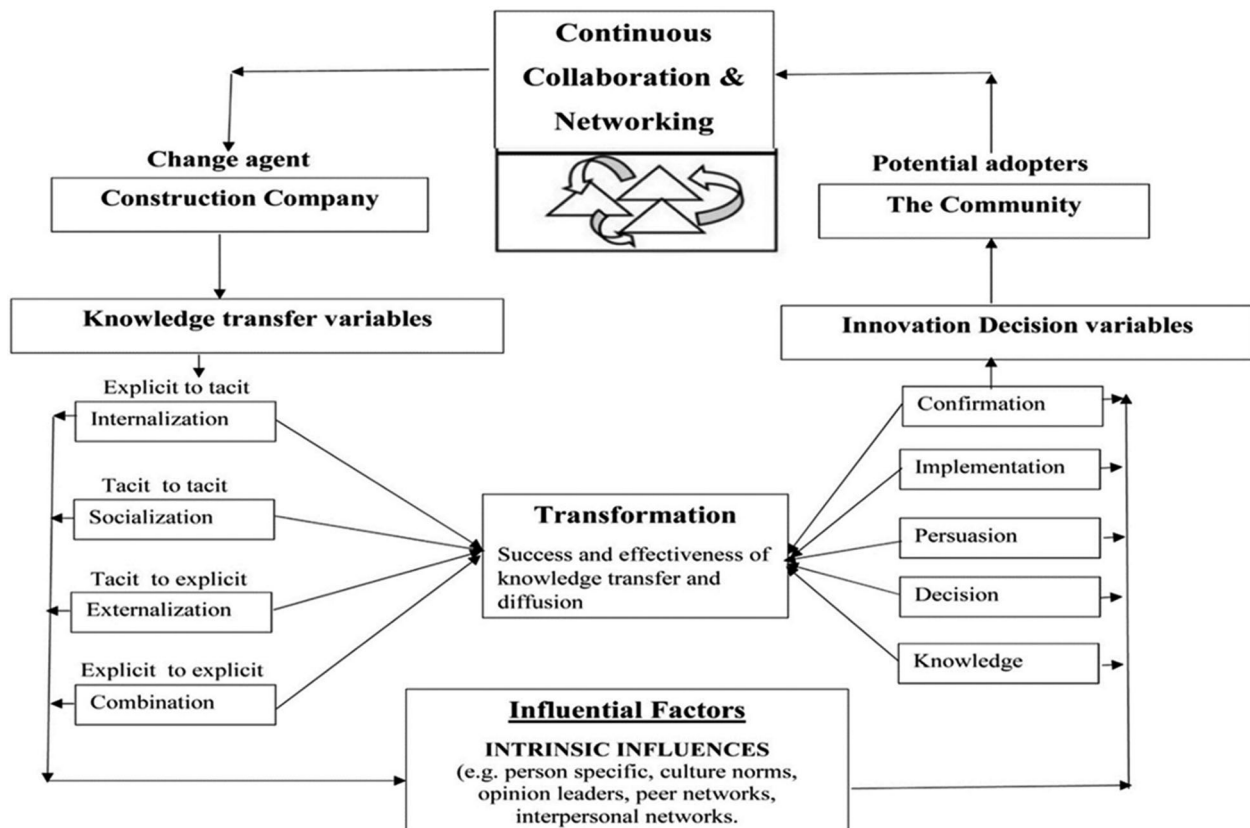 Continuous
Collaboration &
Networking
Change agent
Construction Company
Potential adopters
The Community
Knowledge transfer variables
Innovation Decision variables
Explicit to tacit
Internalization
Tacit to tacit
Socialization
Tacit to explicit
Externalization
Explicit to explicit
Combination
Transformation
Success and effectiveness of
knowledge transfer and
diffusion
Confirmation
Implementation
Persuasion
Decision
Knowledge
Influential Factors
INTRINSIC INFLUENCES
(e.g. person specific, culture norms,
opinion leaders, peer networks,
interpersonal networks.